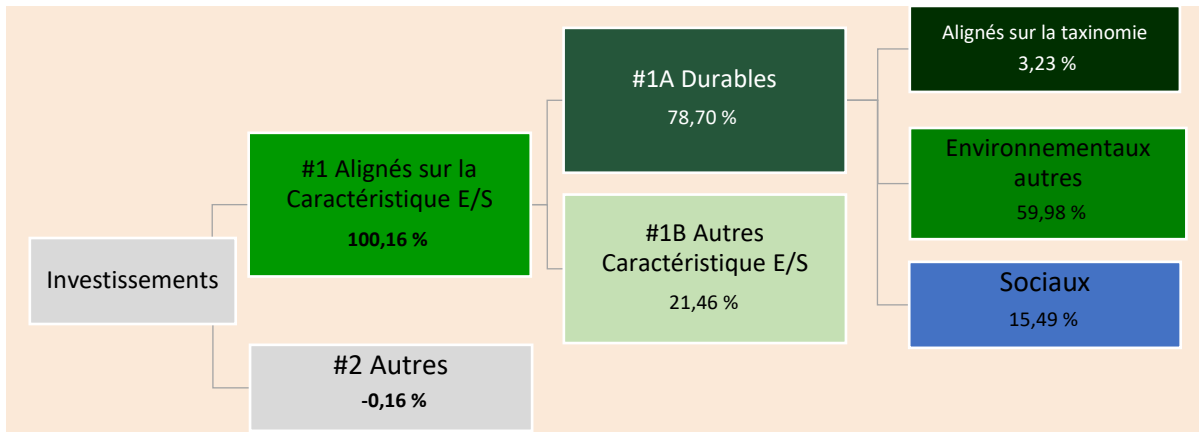 Investissements
#1 Alignés sur la
Caractéristique E/S
100,16 %
#2 Autres
-0,16 %
#1A Durables
78,70 %
#1B Autres
Caractéristique E/S
21,46 %
Alignés sur la taxinomie
3,23 %
Environnementaux
autres
59,98 %
Sociaux
15,49 %